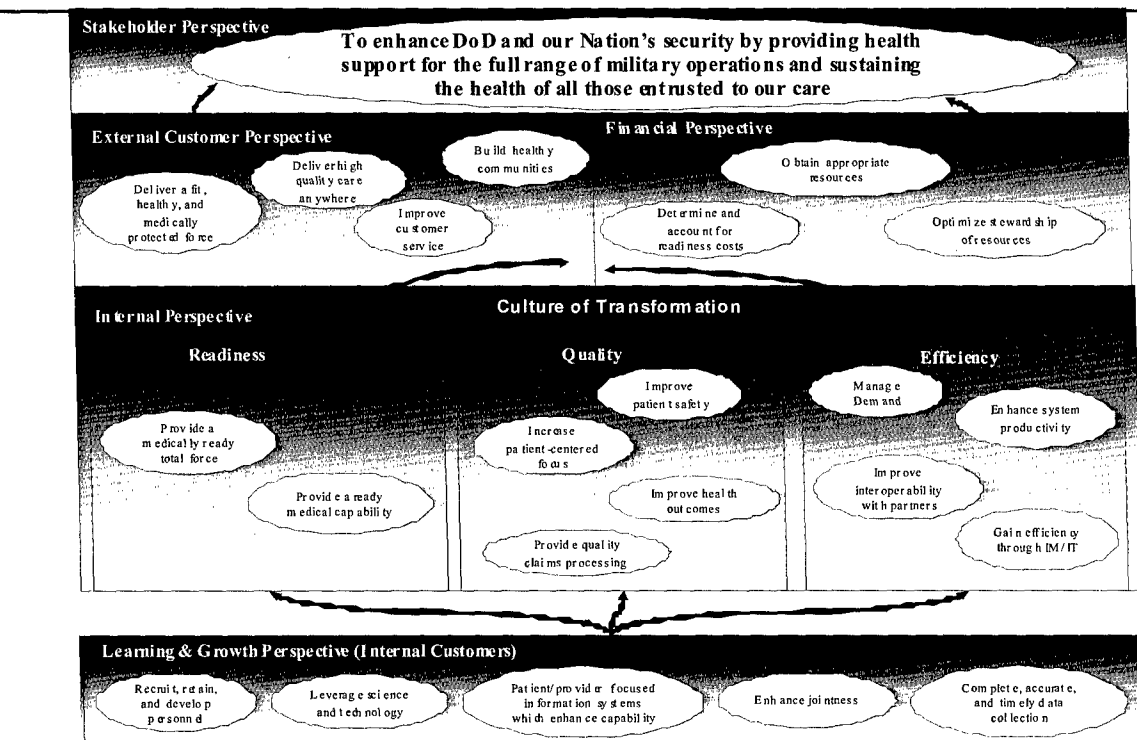 Stakeholder Perspective
To enhance DoD and our Nation's security by providing health
support for the full range of military operations and sustaining
the health of all those entrusted to our care
External Customer Perspective
Deliver a fit,
healthy, and
medically
protected force
Deliver high
quality care
anywhere
Build healthy
communities
Improve
customer
service
Financial Perspective
Obtain appropriate
resources
Determine and
account for
readiness costs
Optimize stewardship
of resources
Internal Perspective
Culture of Transformation
Readiness
Provide a
medically ready
total force
Provide a ready
medical capability
Quality
Improve
patient safety
Increase
patient-centered
focus
Improve health
outcomes
Provide quality
claims processing
Efficiency
Manage
Demand
Enhance system
productivity
Improve
interoperability
with partners
Gain efficiency
through IM/IT
Learning & Growth Perspective (Internal Customers)
Recruit, retain,
and develop
personnel
Leverage science
and technology
Patient/provider focused
information systems
which enhance capability
Enhance jointness
Complete, accurate,
and timely data
collection